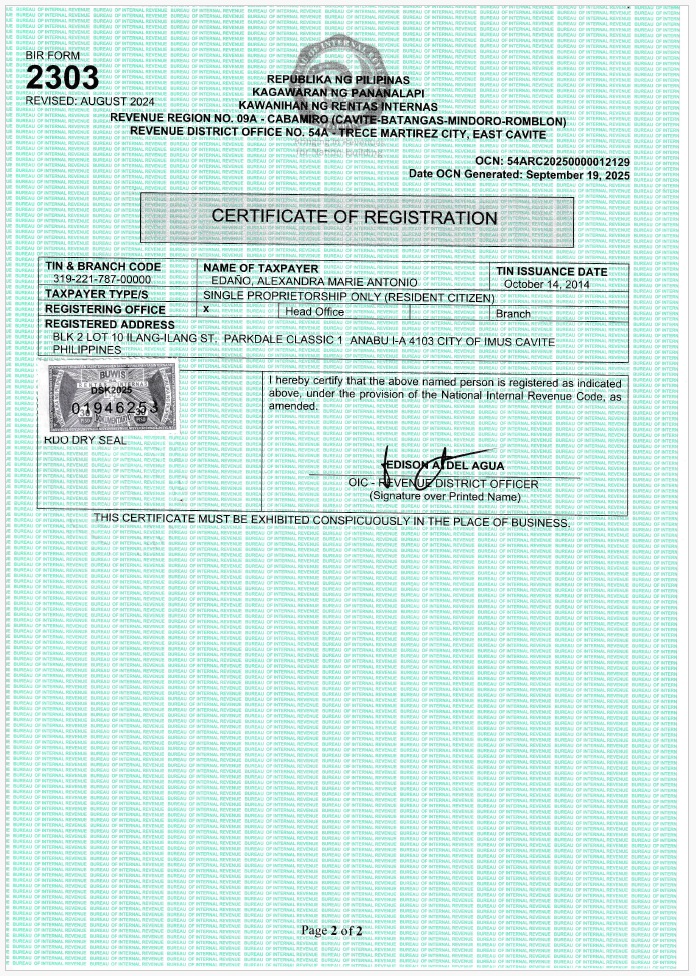 BIR FORM
2303
REVISED: AUGUST 2024
REPUBLIKA NG PILIPINAS
KAGAWARAN NG PANANALAPI
KAWANIHAN NG RENTAS INTERNAS
REVENUE REGION NO. 09A - CABAMIRO (CAVITE-BATANGAS-MINDORO-ROMBLON)
REVENUE DISTRICT OFFICE NO. 54A - TRECE MARTIREZ CITY, EAST CAVITE
OCN: 54ARC20250000012129
Date OCN Generated: September 19, 2025
CERTIFICATE OF REGISTRATION
TIN & BRANCH CODE NAME OF TAXPAYER TIN ISSUANCE DATE
319-221-787-00000 EDAÑO, ALEXANDRA MARIE ANTONIO October 14, 2014
TAXPAYER TYPE/S SINGLE PROPRIETORSHIP ONLY (RESIDENT CITIZEN)
REGISTERING OFFICE x Head Office Branch
REGISTERED ADDRESS
BLK 2 LOT 10 ILANG-ILANG ST. PARKDALE CLASSIC 1 ANABU I-A 4103 CITY OF IMUS CAVITE
PHILIPPINES
BUWIS
DSK2025
01946253
RDO DRY SEAL
I hereby certify that the above named person is registered as indicated
above, under the provision of the National Internal Revenue Code, as
amended.
EDISON A. DEL AGUA
OIC - REVENUE DISTRICT OFFICER
(Signature over Printed Name)
THIS CERTIFICATE MUST BE EXHIBITED CONSPICUOUSLY IN THE PLACE OF BUSINESS.
Page 2 of 2